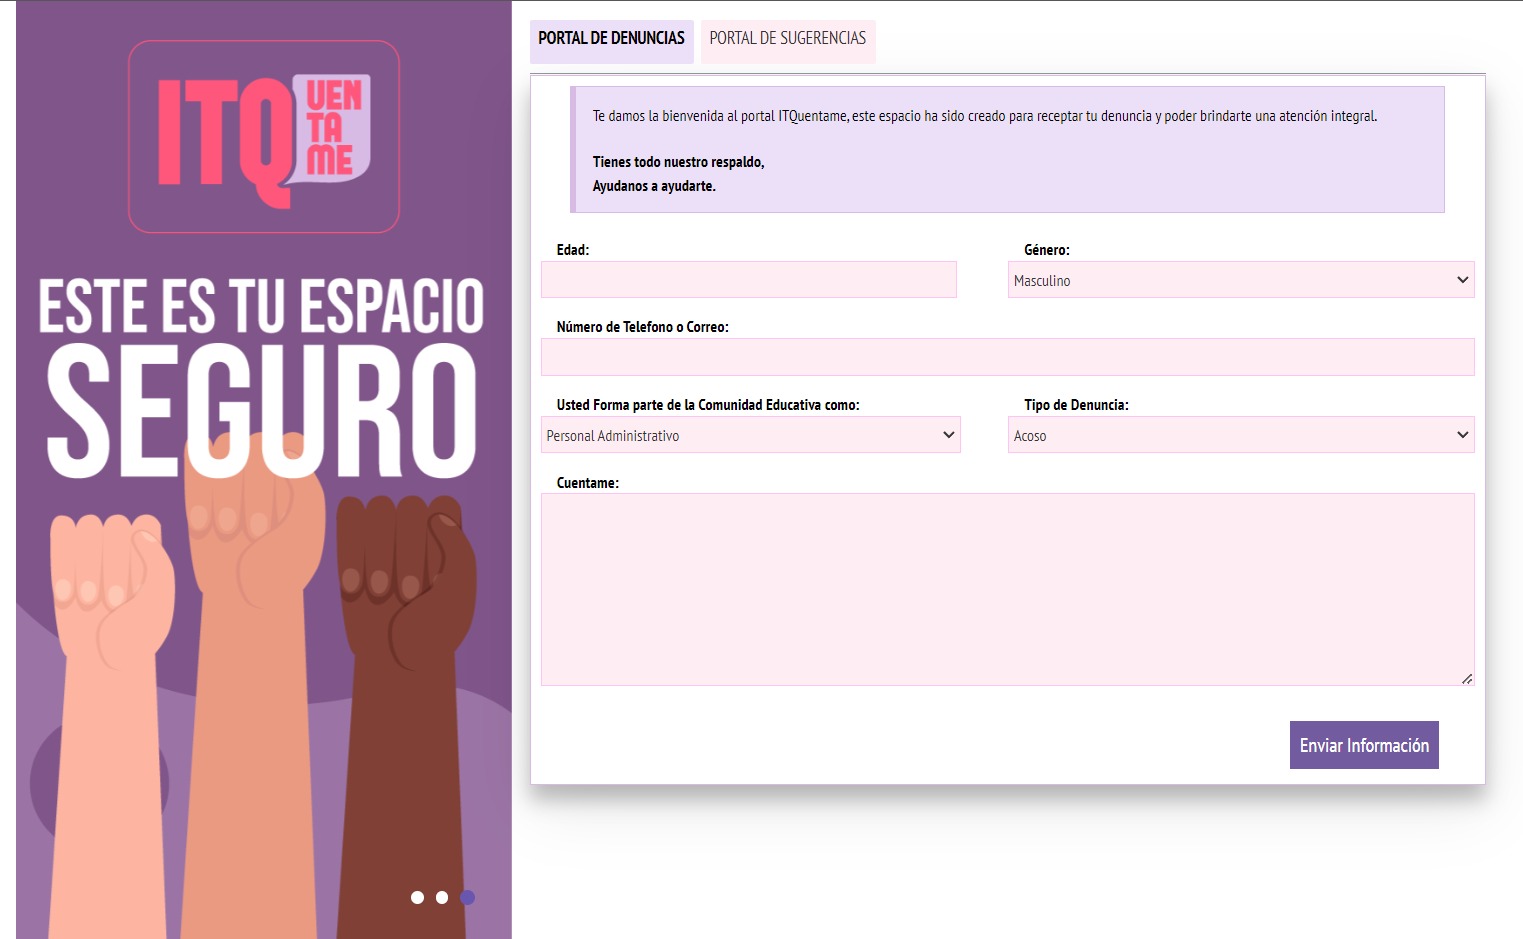 ITQ
UEN
TA
ME
ESTE ES TU ESPACIO
SEGURO
PORTAL DE DENUNCIAS
PORTAL DE SUGERENCIAS
Te damos la bienvenida al portal ITQuentame, este espacio ha sido creado para receptar tu denuncia y poder brindarte una atención integral.
Tienes todo nuestro respaldo,
Ayudanos a ayudarte.
Edad:
Género:
Masculino
Número de Telefono o Correo:
Usted Forma parte de la Comunidad Educativa como:
Tipo de Denuncia:
Personal Administrativo
Acoso
Cuentame:
Enviar Información